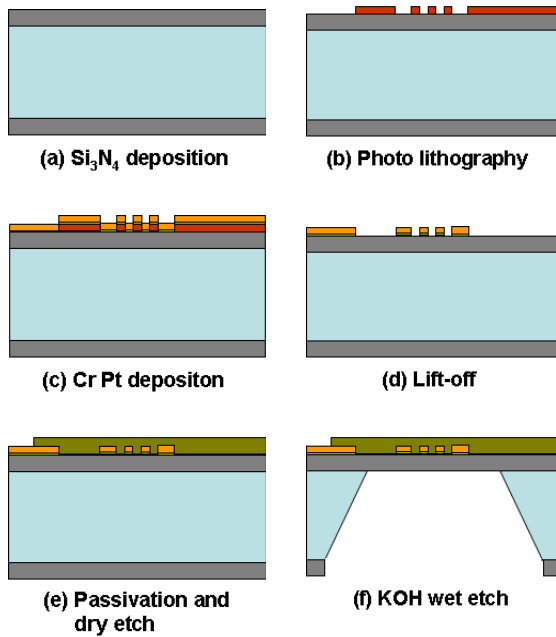 (a) Si₃N₄ deposition
(b) Photo lithography
(c) Cr Pt depositon
(d) Lift-off
(e) Passivation and
dry etch
(f) KOH wet etch